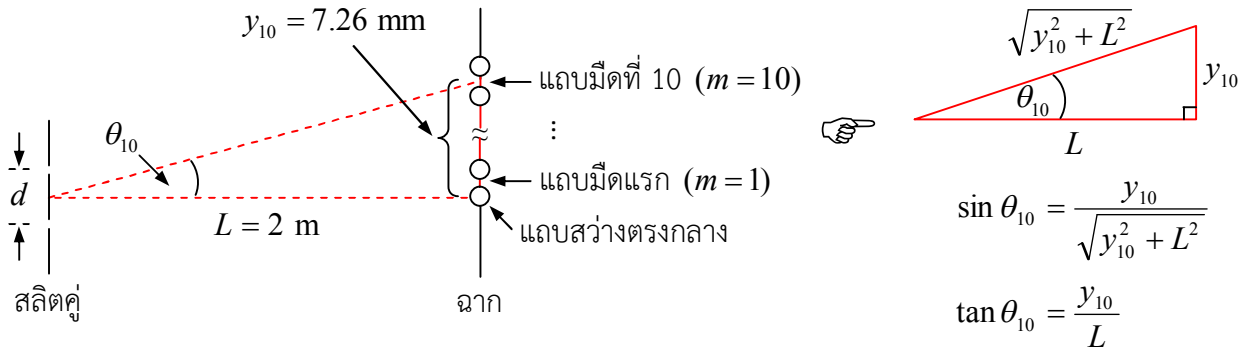 y₁₀ = 7.26 mm
แถบมืดที่ 10 (m = 10)
⋮
θ₁₀
≈
d
แถบมืดแรก (m = 1)
L = 2 m
แถบสว่างตรงกลาง
สลิตคู่
ฉาก
√(y₁₀² + L²)
y₁₀
θ₁₀
L
sin θ₁₀ = y₁₀ / √(y₁₀² + L²)
tan θ₁₀ = y₁₀ / L